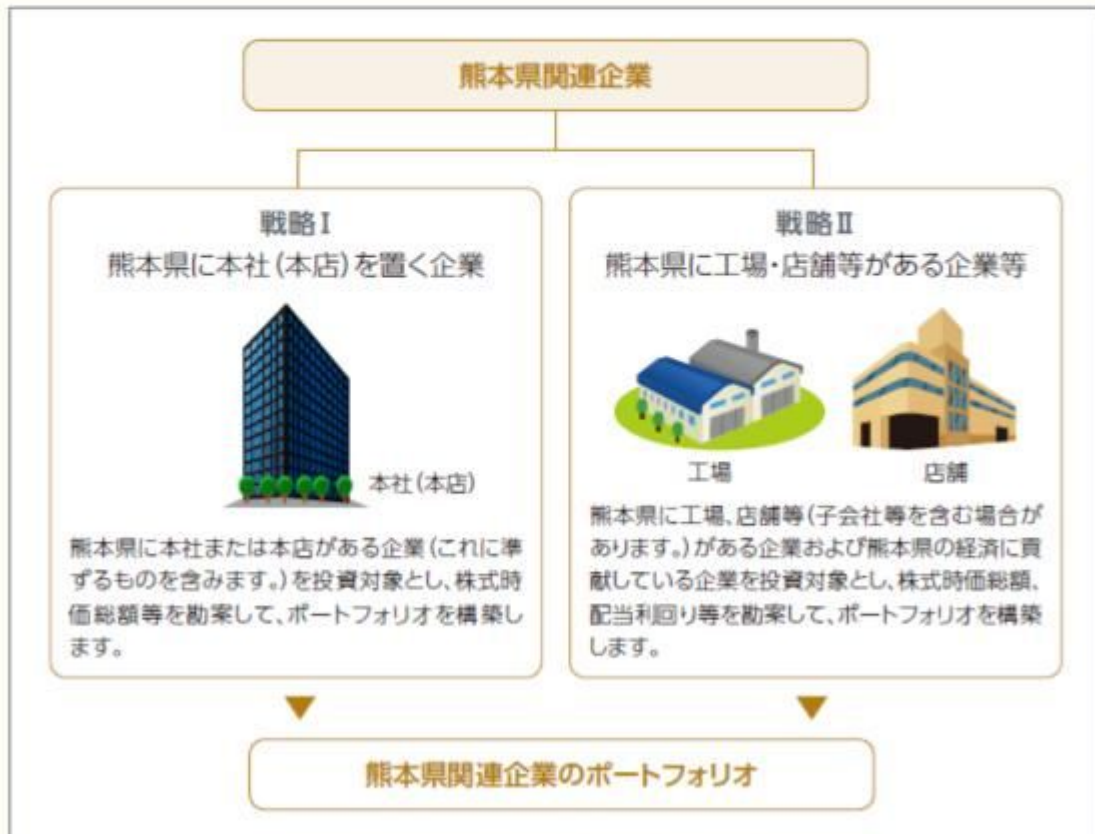 熊本県関連企業
戦略Ⅰ
熊本県に本社(本店)を置く企業
本社(本店)
熊本県に本社または本店がある企業(これに準
ずるものを含みます。)を投資対象とし、株式時
価総額等を勘案して、ポートフォリオを構築し
ます。
戦略Ⅱ
熊本県に工場・店舗等がある企業等
工場
店舗
熊本県に工場、店舗等(子会社等を含む場合が
あります。)がある企業および熊本県の経済に貢
献している企業を投資対象とし、株式時価総額、
配当利回り等を勘案して、ポートフォリオを構築
します。
熊本県関連企業のポートフォリオ